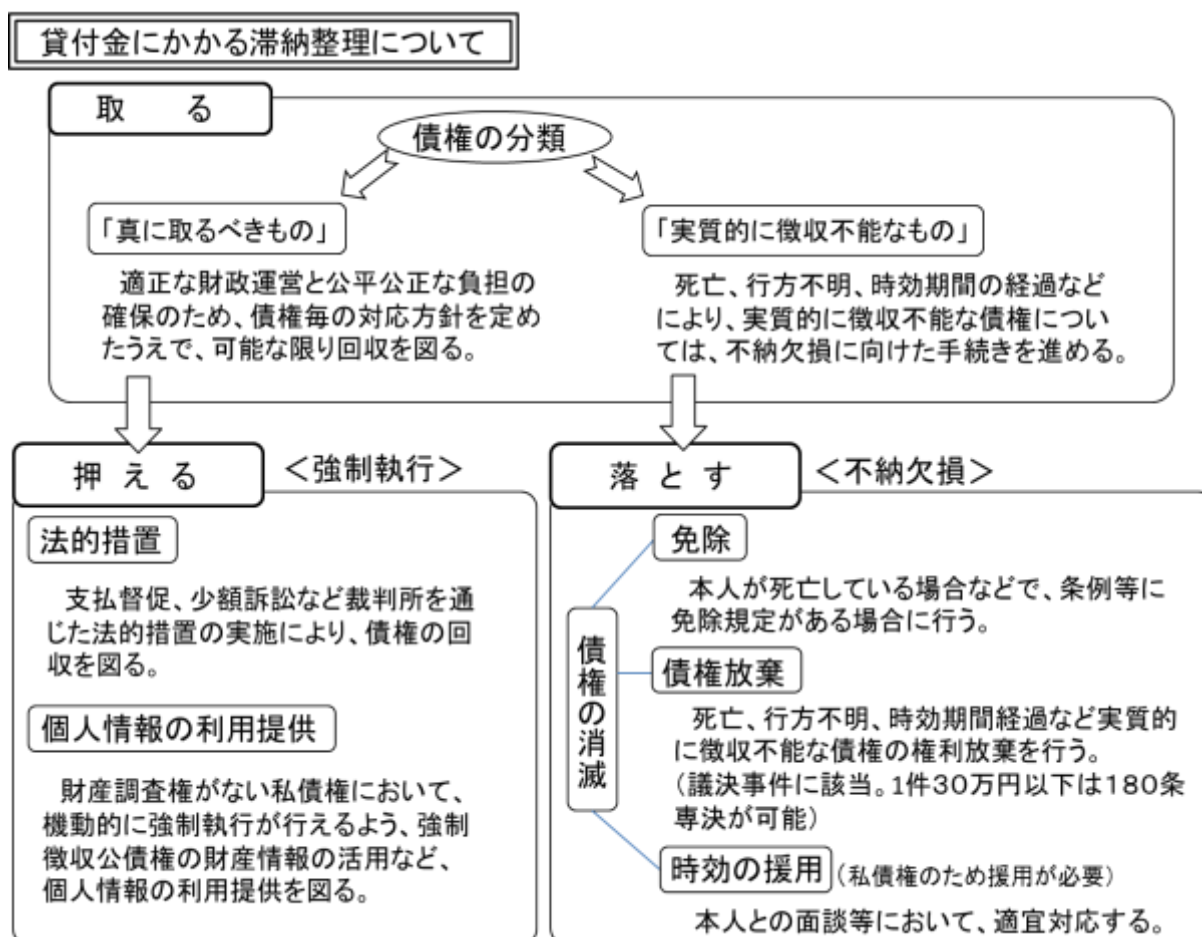 貸付金にかかる滞納整理について
取 る
債権の分類
「真に取るべきもの」
適正な財政運営と公平公正な負担の
確保のため、債権毎の対応方針を定め
たうえで、可能な限り回収を図る。
「実質的に徴収不能なもの」
死亡、行方不明、時効期間の経過など
により、実質的に徴収不能な債権につい
ては、不納欠損に向けた手続きを進める。
押 え る
＜強制執行＞
法的措置
支払督促、少額訴訟など裁判所を通
じた法的措置の実施により、債権の回
収を図る。
個人情報の利用提供
財産調査権がない私債権において、
機動的に強制執行が行えるよう、強制
徴収公債権の財産情報の活用など、
個人情報の利用提供を図る。
落 と す
＜不納欠損＞
債権の消滅
免除
本人が死亡している場合などで、条例等に
免除規定がある場合に行う。
債権放棄
死亡、行方不明、時効期間経過など実質的
に徴収不能な債権の権利放棄を行う。
（議決事件に該当。1件30万円以下は180条
専決が可能）
時効の援用（私債権のため援用が必要）
本人との面談等において、適宜対応する。